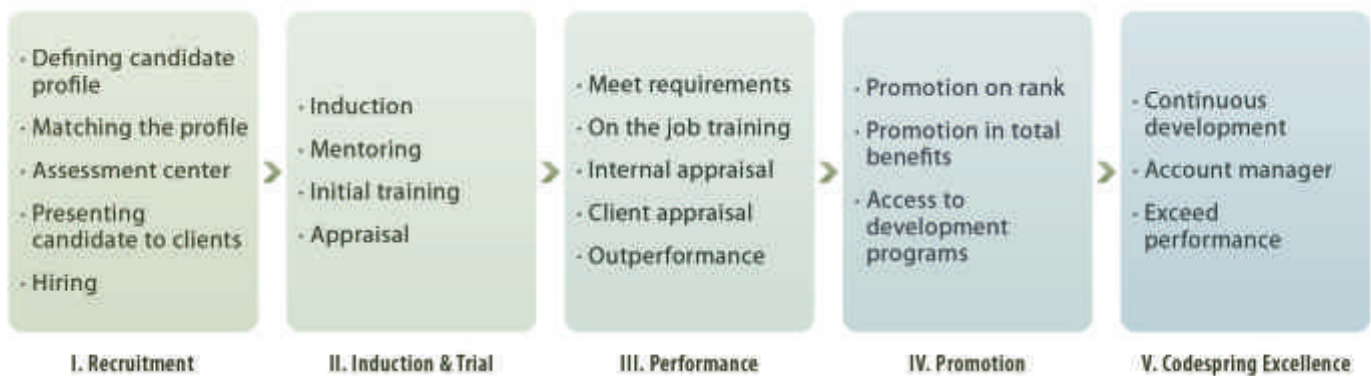 · Defining candidate
profile
· Matching the profile
· Assessment center
· Presenting
candidate to clients
· Hiring
I. Recruitment
· Induction
· Mentoring
· Initial training
· Appraisal
II. Induction & Trial
· Meet requirements
· On the job training
· Internal appraisal
· Client appraisal
· Outperformance
III. Performance
· Promotion on rank
· Promotion in total
benefits
· Access to
development
programs
IV. Promotion
· Continuous
development
· Account manager
· Exceed
performance
V. Codespring Excellence